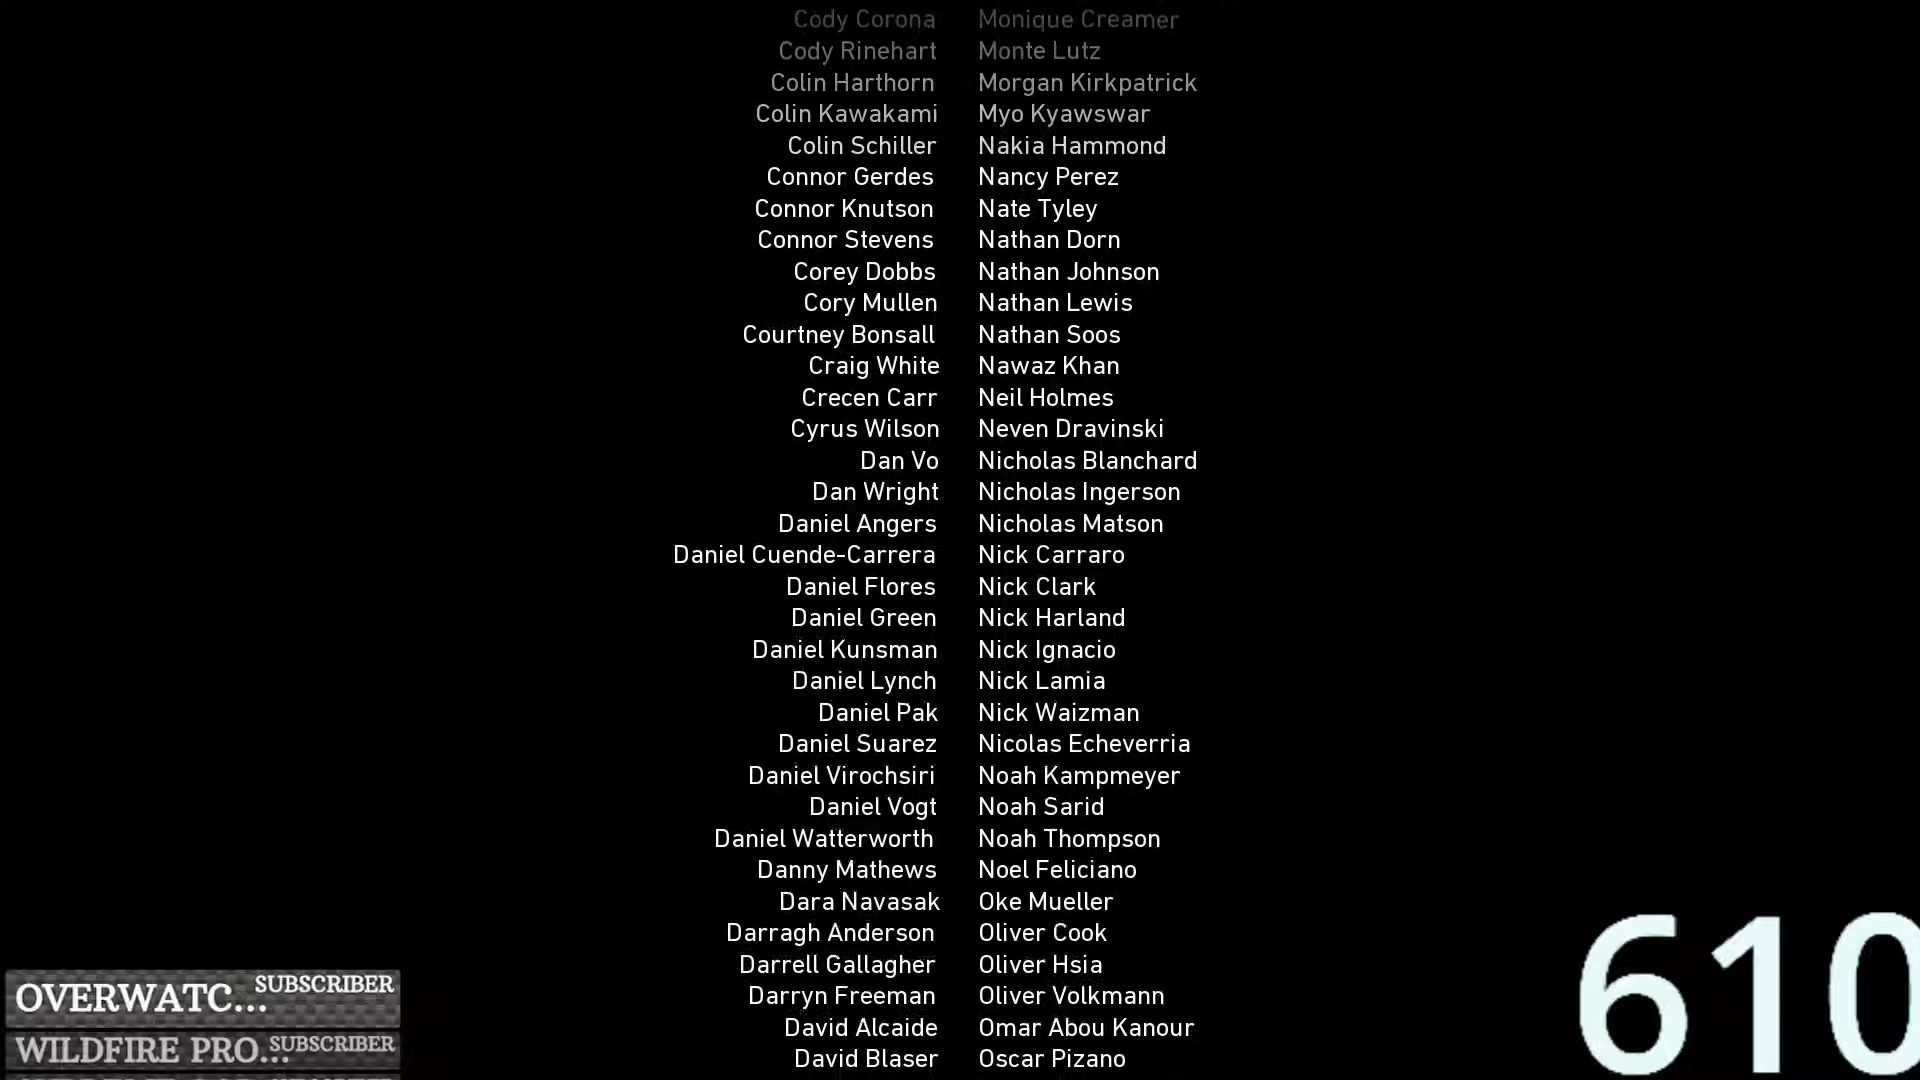 Cody Corona Monique Creamer
Cody Rinehart Monte Lutz
Colin Harthorn Morgan Kirkpatrick
Colin Kawakami Myo Kyawswar
Colin Schiller Nakia Hammond
Connor Gerdes Nancy Perez
Connor Knutson Nate Tyley
Connor Stevens Nathan Dorn
Corey Dobbs Nathan Johnson
Cory Mullen Nathan Lewis
Courtney Bonsall Nathan Soos
Craig White Nawaz Khan
Crecen Carr Neil Holmes
Cyrus Wilson Neven Dravinski
Dan Vo Nicholas Blanchard
Dan Wright Nicholas Ingerson
Daniel Angers Nicholas Matson
Daniel Cuende-Carrera Nick Carraro
Daniel Flores Nick Clark
Daniel Green Nick Harland
Daniel Kunsman Nick Ignacio
Daniel Lynch Nick Lamia
Daniel Pak Nick Waizman
Daniel Suarez Nicolas Echeverria
Daniel Virochsiri Noah Kampmeyer
Daniel Vogt Noah Sarid
Daniel Watterworth Noah Thompson
Danny Mathews Noel Feliciano
Dara Navasak Oke Mueller
Darragh Anderson Oliver Cook
Darrell Gallagher Oliver Hsia
Darryn Freeman Oliver Volkmann
David Alcaide Omar Abou Kanour
David Blaser Oscar Pizano
OVERWATC... SUBSCRIBER
WILDFIRE PRO... SUBSCRIBER
610